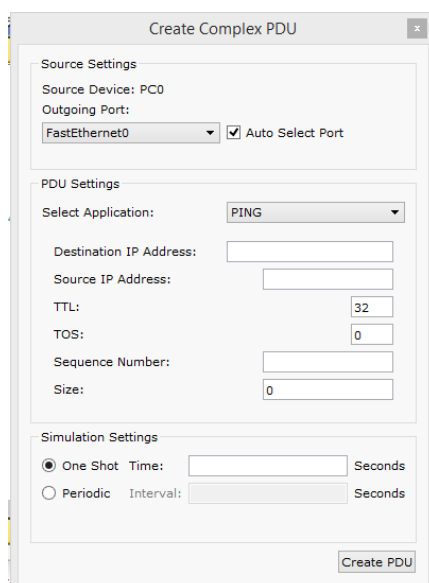 Create Complex PDU
x
Source Settings
Source Device: PC0
Outgoing Port:
FastEthernet0 Auto Select Port
PDU Settings
Select Application: PING
Destination IP Address:
Source IP Address:
TTL: 32
TOS: 0
Sequence Number:
Size: 0
Simulation Settings
One Shot Time: Seconds
Periodic Interval: Seconds
Create PDU